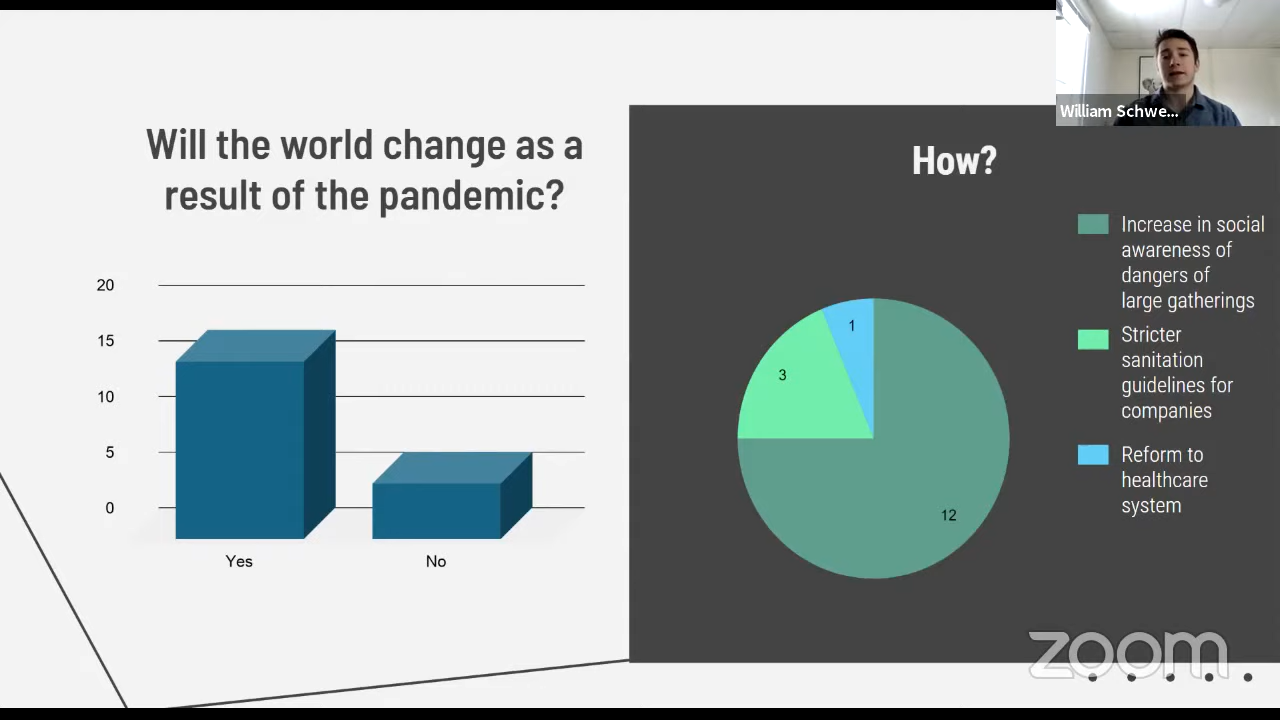 Will the world change as a
result of the pandemic?
20
15
10
5
0
Yes
No
How?
1
3
12
Increase in social
awareness of
dangers of
large gatherings
Stricter
sanitation
guidelines for
companies
Reform to
healthcare
system
William Schwe...
zoom